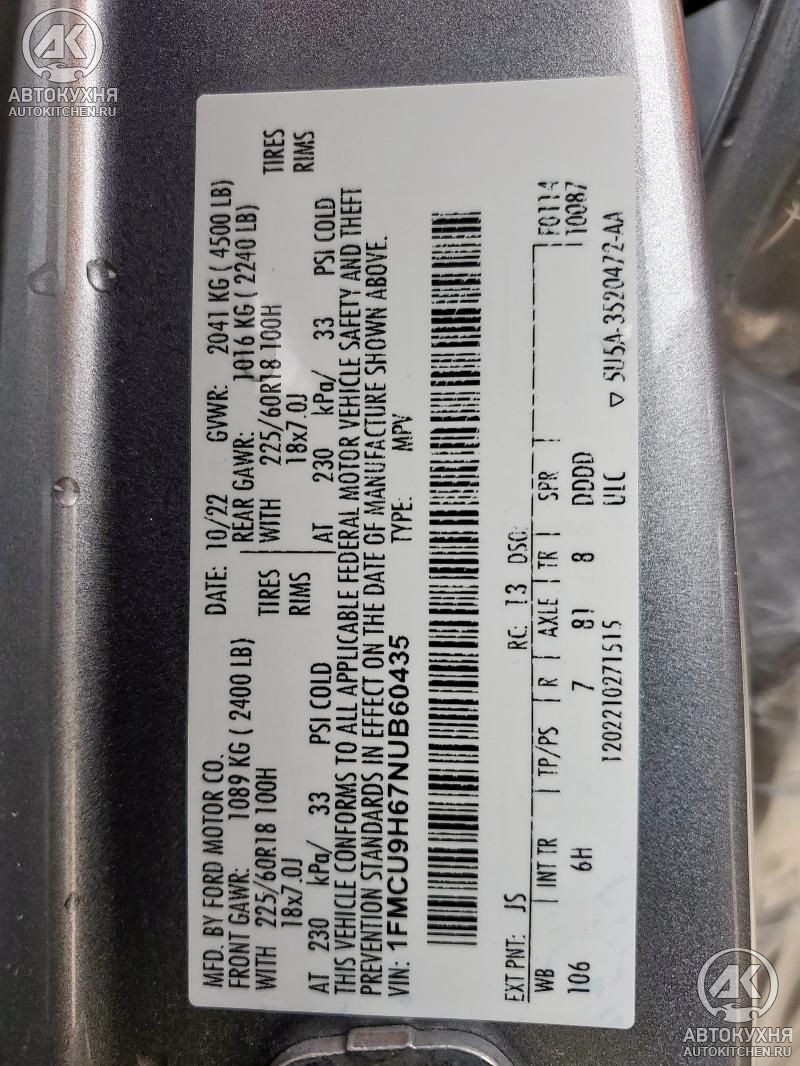 AK
АВТОКУХНЯ
AUTOKITCHEN.RU
MFD. BY FORD MOTOR CO. DATE: 10/22 GVWR: 2041 KG ( 4500 LB)
FRONT GAWR: 1089 KG ( 2400 LB) REAR GAWR: 1016 KG ( 2240 LB)
WITH 225/60R18 100H TIRES WITH 225/60R18 100H TIRES
18x7.0J RIMS 18x7.0J RIMS
AT 230 kPa/ 33 PSI COLD AT 230 kPa/ 33 PSI COLD
THIS VEHICLE CONFORMS TO ALL APPLICABLE FEDERAL MOTOR VEHICLE SAFETY AND THEFT
PREVENTION STANDARDS IN EFFECT ON THE DATE OF MANUFACTURE SHOWN ABOVE.
VIN: 1FMCU9H67NUB60435 TYPE: MPV
EXT PNT: JS RC: 13 DSO: F0114
WB INT TR TP/PS R AXLE TR SPR 10087
106 6H 7 81 8 DDDD
1202210271515 UIC ▽ 5U5A-3520472-AA
AK
АВТОКУХНЯ
AUTOKITCHEN.RU